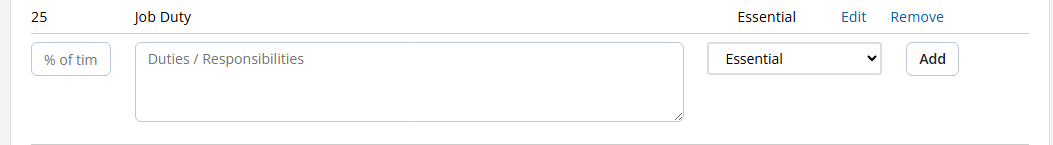 25 Job Duty Essential Edit Remove
% of tim Duties / Responsibilities Essential Add